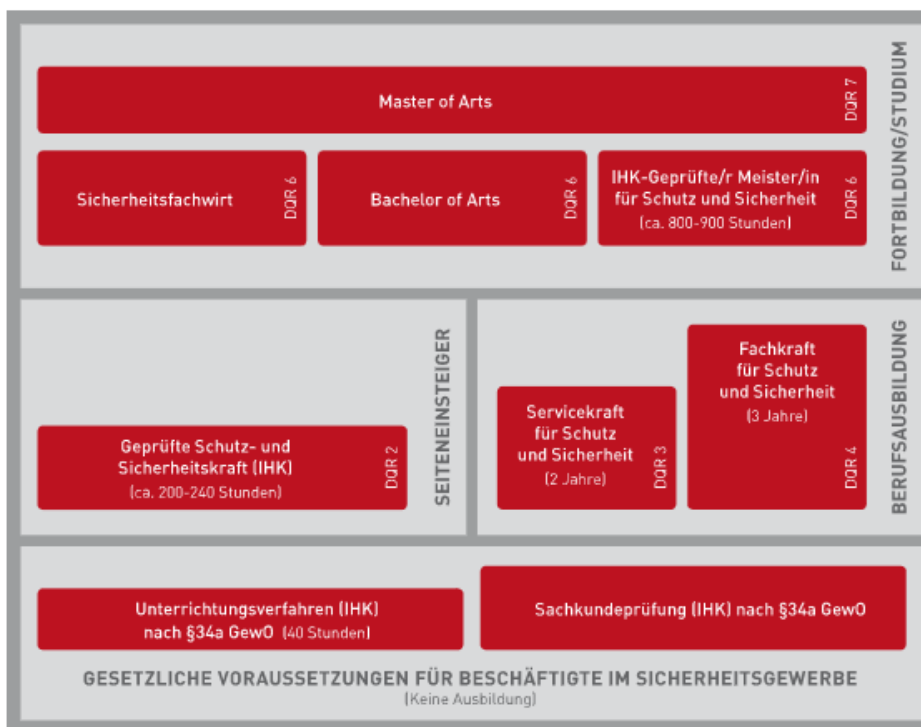 Master of Arts
DQR 7
Sicherheitsfachwirt
DQR 6
Bachelor of Arts
DQR 6
IHK-Geprüfte/r Meister/in
für Schutz und Sicherheit
(ca. 800-900 Stunden)
DQR 6
FORTBILDUNG/STUDIUM
Geprüfte Schutz- und
Sicherheitskraft (IHK)
(ca. 200-240 Stunden)
DQR 2
SEITENEINSTEIGER
Servicekraft
für Schutz
und Sicherheit
(2 Jahre)
DQR 3
Fachkraft
für Schutz
und Sicherheit
(3 Jahre)
DQR 4
BERUFSAUSBILDUNG
Unterrichtungsverfahren (IHK)
nach §34a GewO (40 Stunden)
Sachkundeprüfung (IHK) nach §34a GewO
GESETZLICHE VORAUSSETZUNGEN FÜR BESCHÄFTIGTE IM SICHERHEITSGEWERBE
(Keine Ausbildung)